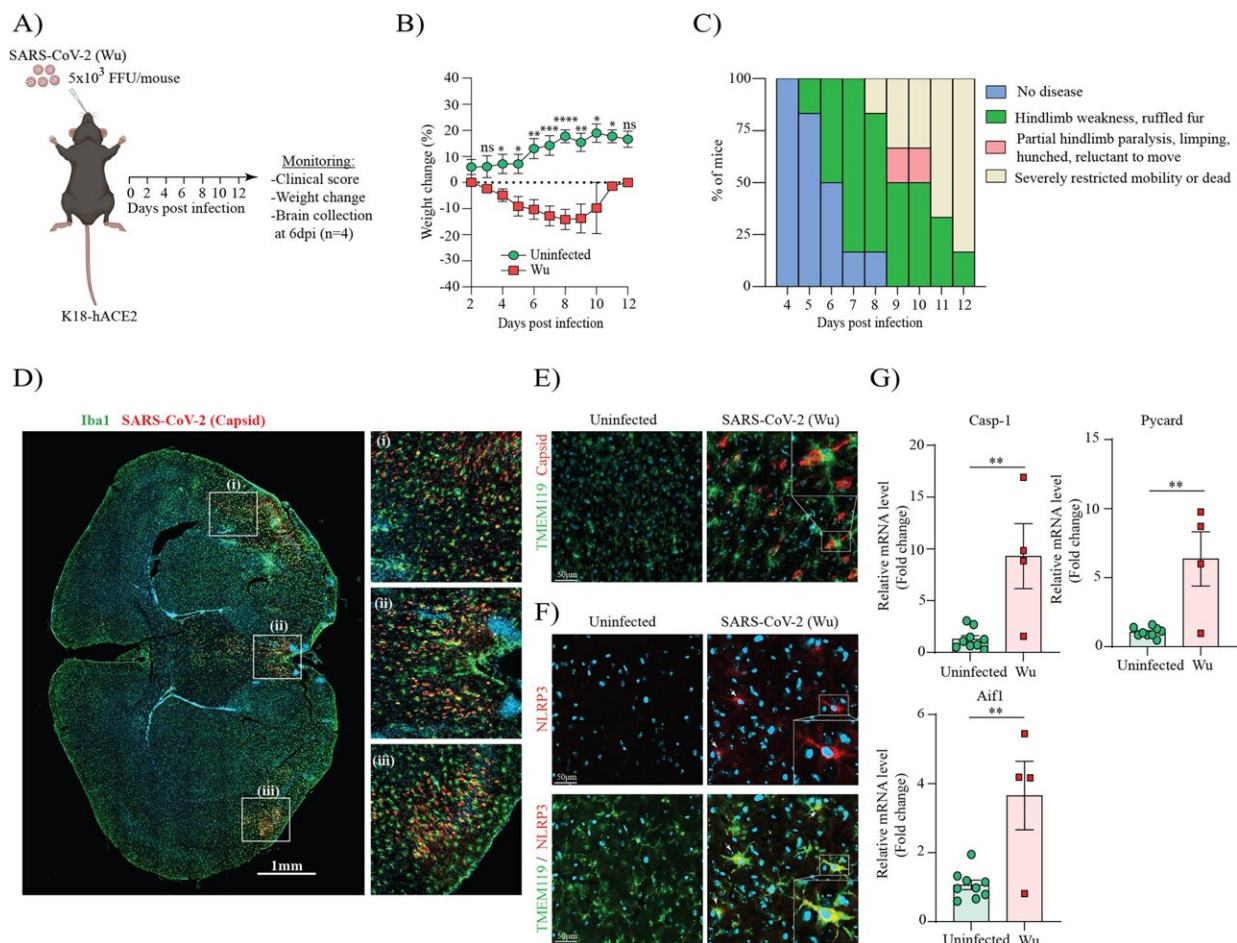 A)
SARS-CoV-2 (Wu)
5x10³ FFU/mouse
0 2 4 6 8 10 12
Days post infection
Monitoring:
-Clinical score
-Weight change
-Brain collection
at 6dpi (n=4)
K18-hACE2
B)
Weight change (%)
40
30
20
10
0
-10
-20
-30
-40
ns * * ** *** **** ** * * ns
Uninfected
Wu
2 4 6 8 10 12
Days post infection
C)
% of mice
100
75
50
25
0
4 5 6 7 8 9 10 11 12
Days post infection
No disease
Hindlimb weakness, ruffled fur
Partial hindlimb paralysis, limping,
hunched, reluctant to move
Severely restricted mobility or dead
D)
Iba1 SARS-CoV-2 (Capsid)
(i)
(ii)
(iii)
1mm
(i)
(ii)
(iii)
E)
Uninfected SARS-CoV-2 (Wu)
TMEM119 Capsid
50µm
F)
Uninfected SARS-CoV-2 (Wu)
NLRP3
50µm
TMEM119 / NLRP3
50µm
G)
Casp-1
Relative mRNA level
(Fold change)
20
15
10
5
0
**
Uninfected Wu
Pycard
Relative mRNA level
(Fold change)
15
10
5
0
**
Uninfected Wu
Aif1
Relative mRNA level
(Fold change)
6
4
2
0
**
Uninfected Wu